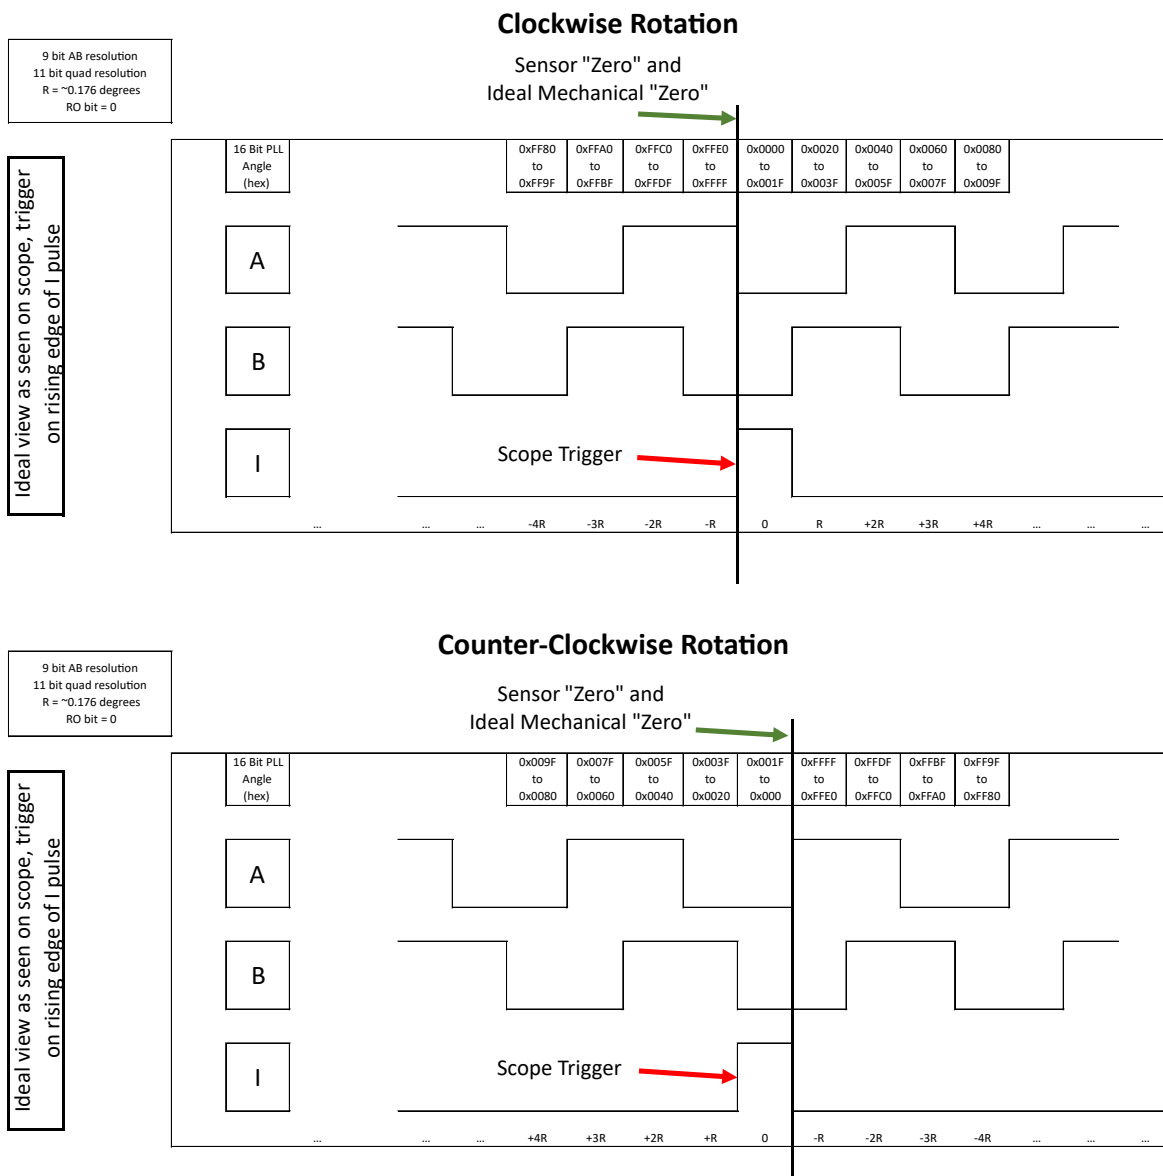 Clockwise Rotation
9 bit AB resolution
11 bit quad resolution
R = ~0.176 degrees
RO bit = 0
Sensor "Zero" and
Ideal Mechanical "Zero"
Ideal view as seen on scope, trigger
on rising edge of I pulse
16 Bit PLL
Angle
(hex)
0xFF80 0xFFA0 0xFFC0 0xFFE0 0x0000 0x0020 0x0040 0x0060 0x0080
to to to to to to to to to
0xFF9F 0xFFBF 0xFFDF 0xFFFF 0x001F 0x003F 0x005F 0x007F 0x009F
A
B
I
Scope Trigger
... ... ... -4R -3R -2R -R 0 R +2R +3R +4R ... ... ...
Counter-Clockwise Rotation
9 bit AB resolution
11 bit quad resolution
R = ~0.176 degrees
RO bit = 0
Sensor "Zero" and
Ideal Mechanical "Zero"
Ideal view as seen on scope, trigger
on rising edge of I pulse
16 Bit PLL
Angle
(hex)
0x009F 0x007F 0x005F 0x003F 0x001F 0xFFFF 0xFFDF 0xFFBF 0xFF9F
to to to to to to to to to
0x0080 0x0060 0x0040 0x0020 0x000 0xFFE0 0xFFC0 0xFFA0 0xFF80
A
B
I
Scope Trigger
... ... ... +4R +3R +2R +R 0 -R -2R -3R -4R ... ... ...